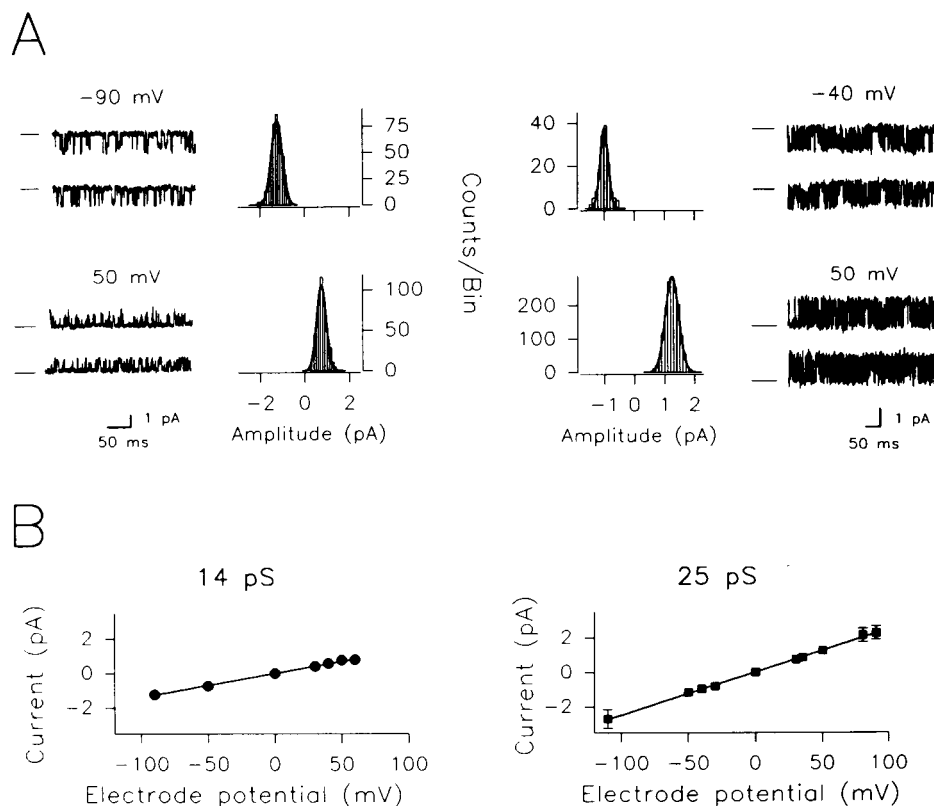 A
−90 mV
75
50
25
0
−2 0 2
50 mV
100
50
0
−2 0 2
Amplitude (pA)
1 pA
50 ms
Counts/Bin
40
20
0
−40 mV
200
100
0
−1 0 1 2
Amplitude (pA)
50 mV
1 pA
50 ms
B
14 pS
Current (pA)
2
0
−2
−100 −50 0 50 100
Electrode potential (mV)
25 pS
Current (pA)
2
0
−2
−100 −50 0 50 100
Electrode potential (mV)